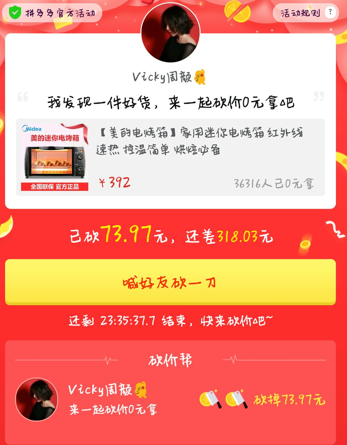 拼多多官方活动
活动规则 ?
Vicky周毅
我发现一件好货，来一起砍价0元拿吧
Midea
美的迷你电烤箱
全国联保 官方正品
【美的电烤箱】家用迷你电烤箱 红外线
速热 控温简单 烘焙必备
￥392
36316人已0元拿
已砍73.97元，还差318.03元
喊好友砍一刀
还剩 23:35:37.7 结束，快来砍价吧~
砍价帮
Vicky周毅
来一起砍价0元拿
砍掉73.97元